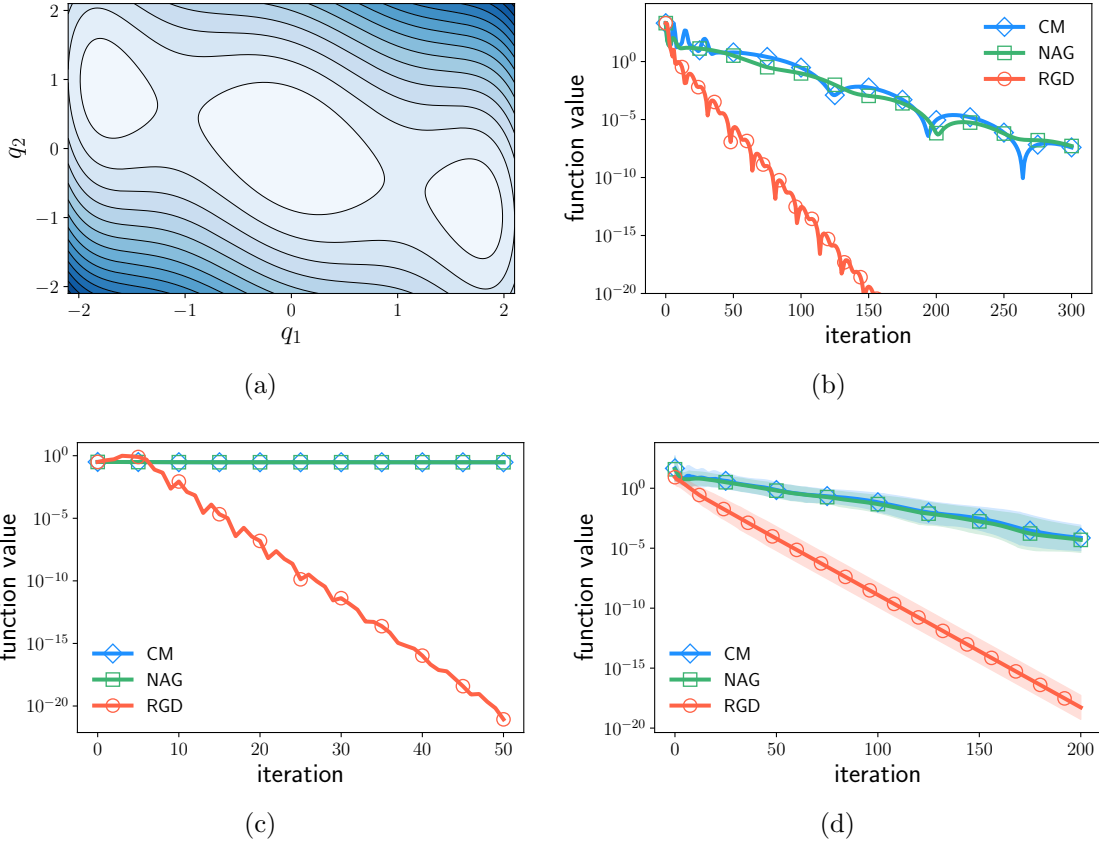 2
1
0
−1
−2
q2
−2
−1
0
1
2
q1
(a)
10^0
10^−5
10^−10
10^−15
10^−20
function value
CM
NAG
RGD
0
50
100
150
200
250
300
iteration
(b)
10^0
10^−5
10^−10
10^−15
10^−20
function value
CM
NAG
RGD
0
10
20
30
40
50
iteration
(c)
10^0
10^−5
10^−10
10^−15
10^−20
function value
CM
NAG
RGD
0
50
100
150
200
iteration
(d)